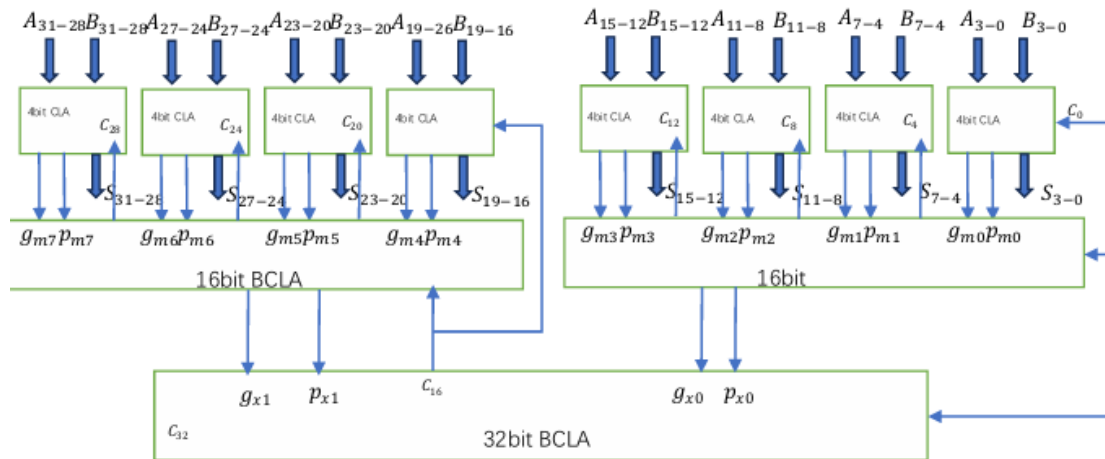 A31−28 B31−28 A27−24 B27−24 A23−20 B23−20 A19−26 B19−16 A15−12 B15−12 A11−8 B11−8 A7−4 B7−4 A3−0 B3−0
4bit CLA C28 4bit CLA C24 4bit CLA C20 4bit CLA 4bit CLA C12 4bit CLA C8 4bit CLA C4 4bit CLA C0
S31−28 S27−24 S23−20 S19−16 S15−12 S11−8 S7−4 S3−0
gm7 pm7 gm6 pm6 gm5 pm5 gm4 pm4 gm3 pm3 gm2 pm2 gm1 pm1 gm0 pm0
16bit BCLA 16bit
gx1 px1 C16 gx0 px0
C32 32bit BCLA